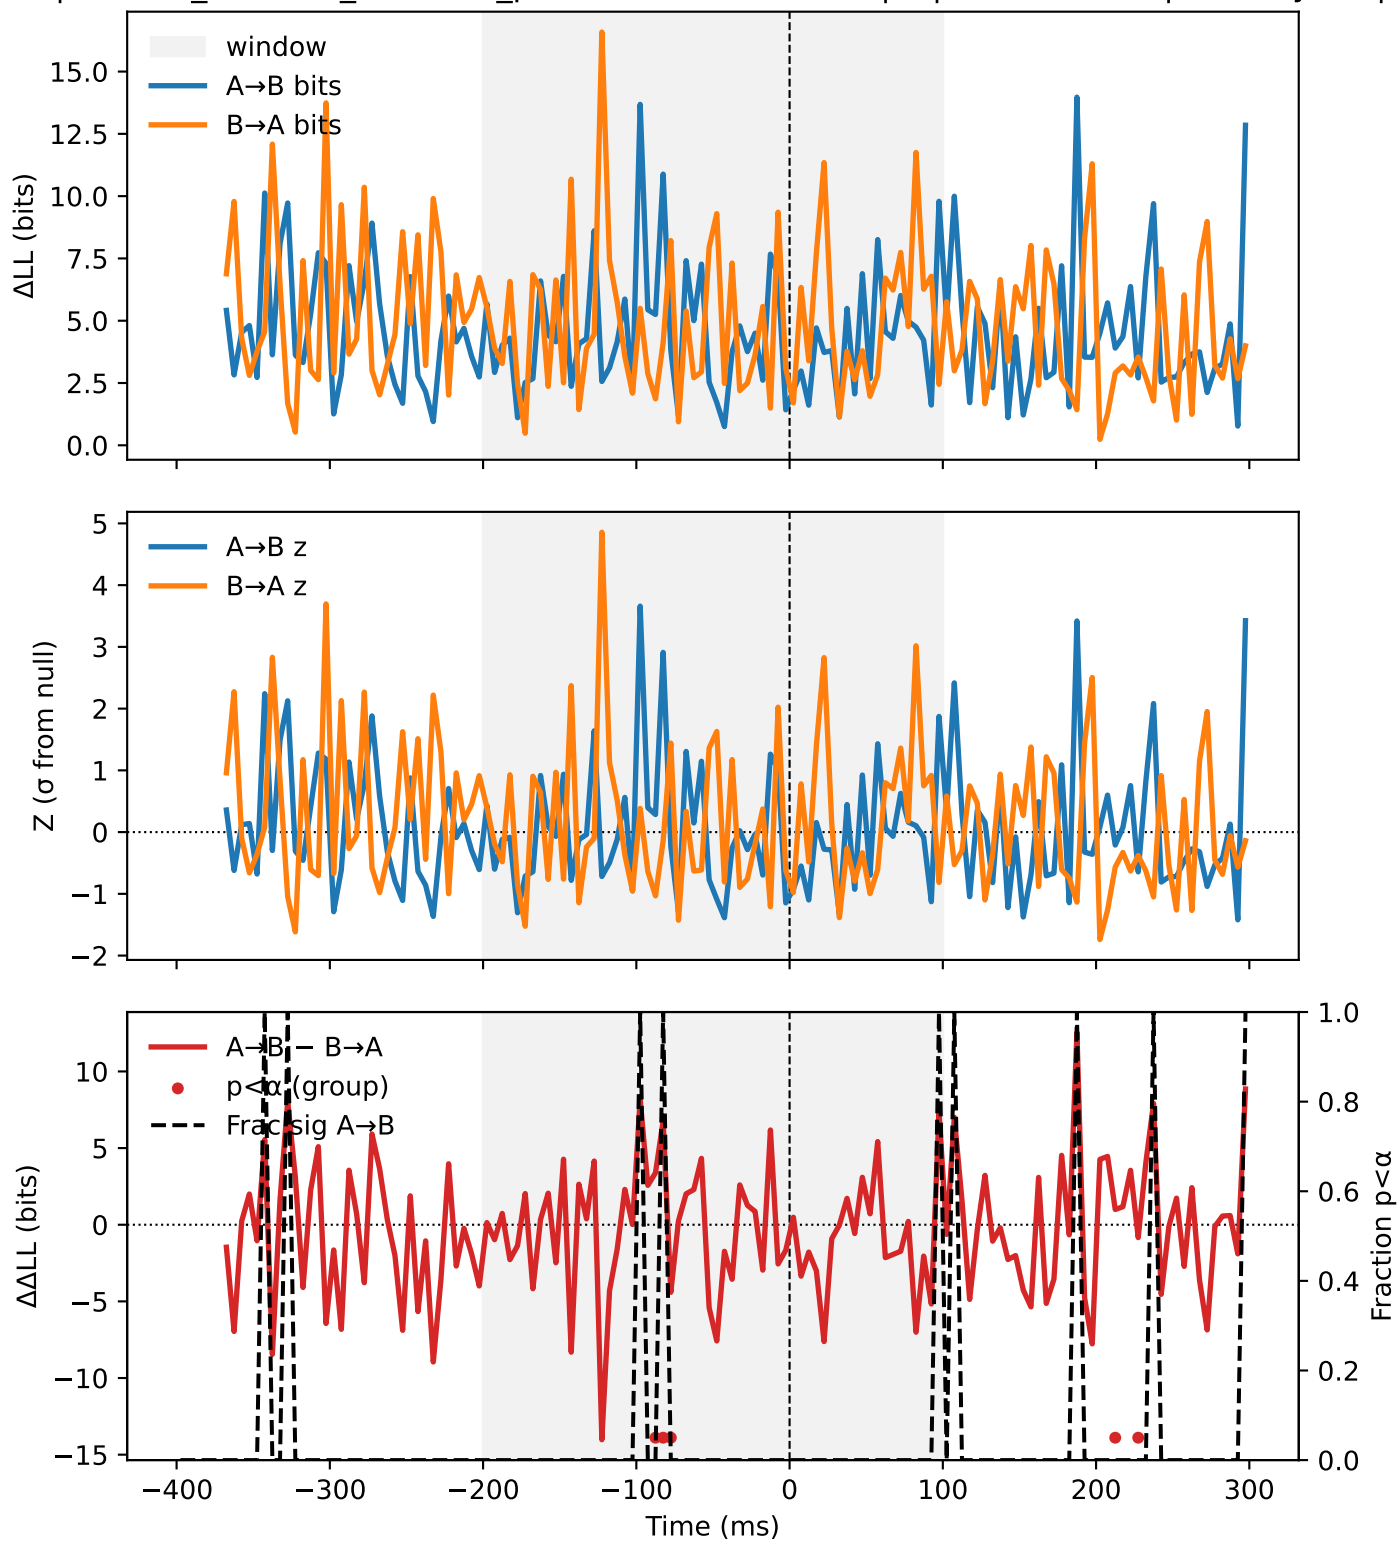 window
A→B bits
B→A bits
ΔLL (bits)
15.0
12.5
10.0
7.5
5.0
2.5
0.0
A→B z
B→A z
Z (σ from null)
5
4
3
2
1
0
−1
−2
A→B − B→A
p<α (group)
Frac sig A→B
ΔΔLL (bits)
10
5
0
−5
−10
−15
1.0
0.8
0.6
0.4
0.2
0.0
Fraction p<α
−400 −300 −200 −100 0 100 200 300
Time (ms)